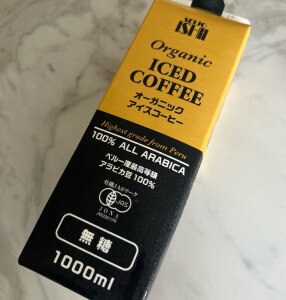 SEIJO
ISHII
Organic
ICED
COFFEE
オーガニック
アイスコーヒー
Highest grade from Peru
100% ALL ARABICA
ペルー産最高等級
アラビカ豆100%
有機JASマーク
JAS
JONA
無糖
1000ml